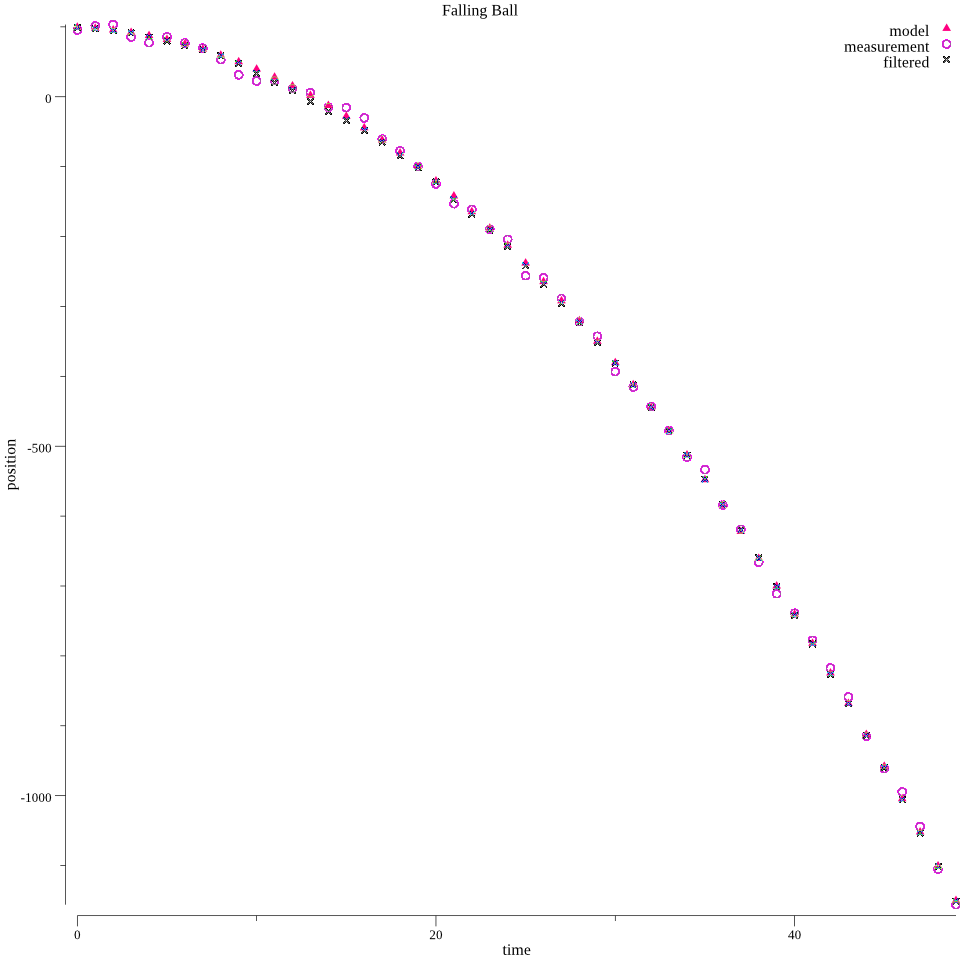 Falling Ball
model
measurement
filtered
0
-500
-1000
position
0
20
40
time